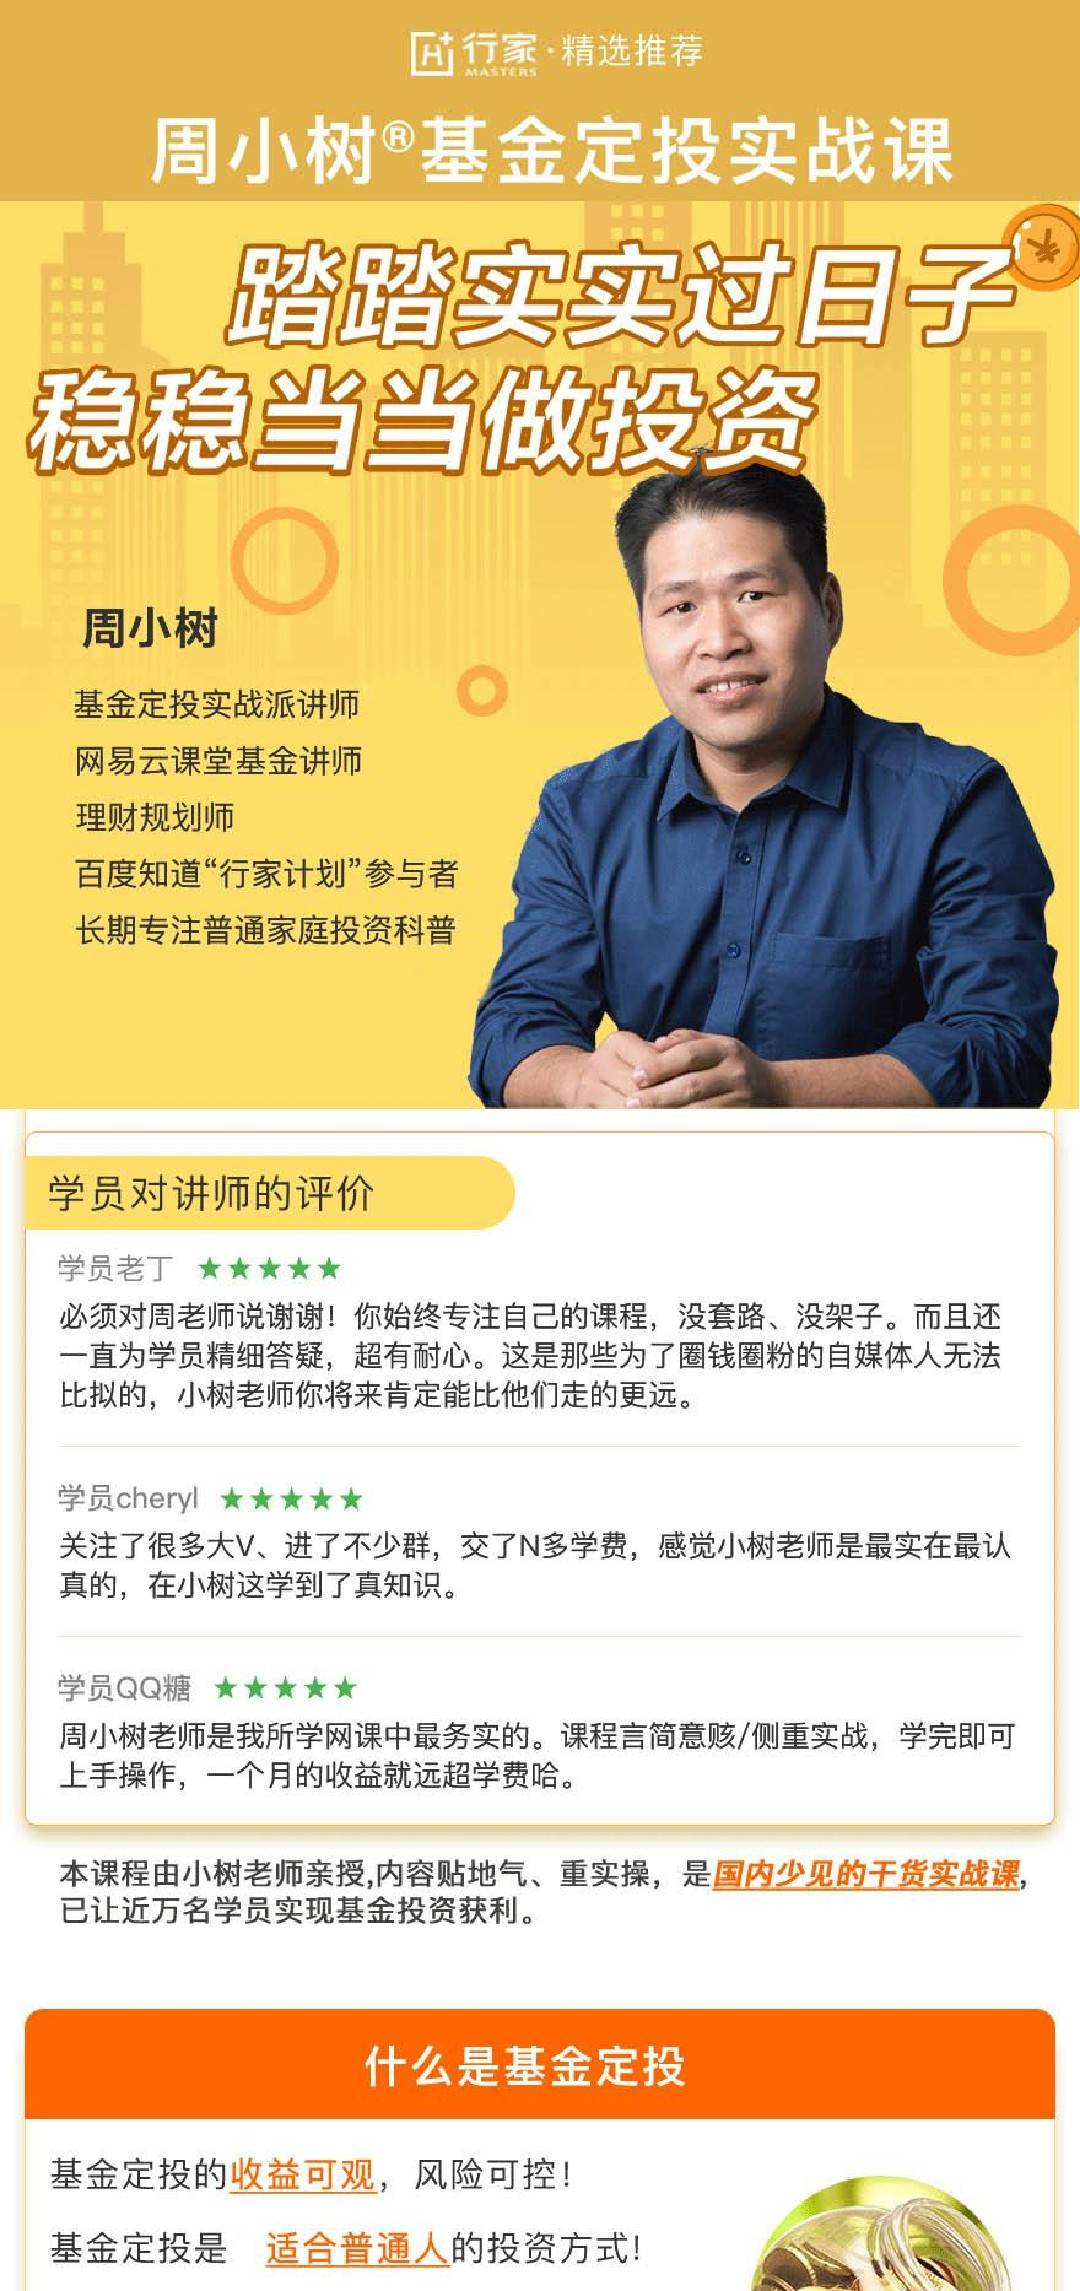 行家·精选推荐
MASTERS
周小树®基金定投实战课
踏踏实实过日子
稳稳当当做投资
周小树
基金定投实战派讲师
网易云课堂基金讲师
理财规划师
百度知道“行家计划”参与者
长期专注普通家庭投资科普
学员对讲师的评价
学员老丁 ★★★★★
必须对周老师说谢谢！你始终专注自己的课程，没套路、没架子。而且还
一直为学员精细答疑，超有耐心。这是那些为了圈钱圈粉的自媒体人无法
比拟的，小树老师你将来肯定能比他们走的更远。
学员cheryl ★★★★★
关注了很多大V、进了不少群，交了N多学费，感觉小树老师是最实在最认
真的，在小树这学到了真知识。
学员QQ糖 ★★★★★
周小树老师是我所学网课中最务实的。课程言简意赅/侧重实战，学完即可
上手操作，一个月的收益就远超学费哈。
本课程由小树老师亲授,内容贴地气、重实操，是国内少见的干货实战课,
已让近万名学员实现基金投资获利。
什么是基金定投
基金定投的收益可观，风险可控！
基金定投是 适合普通人的投资方式！